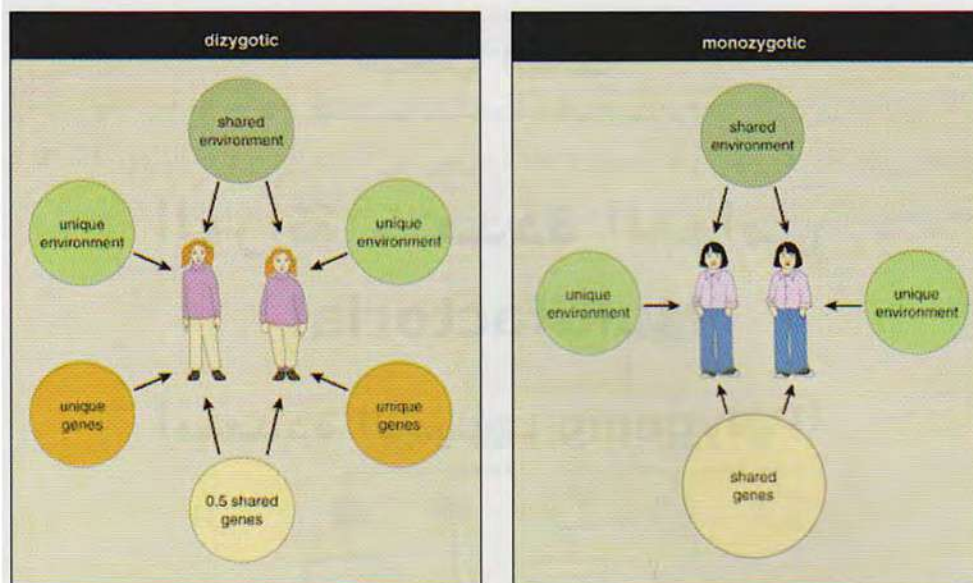 dizygotic
shared
environment
unique
environment
unique
environment
unique
genes
unique
genes
0.5 shared
genes
monozygotic
shared
environment
unique
environment
unique
environment
shared
genes